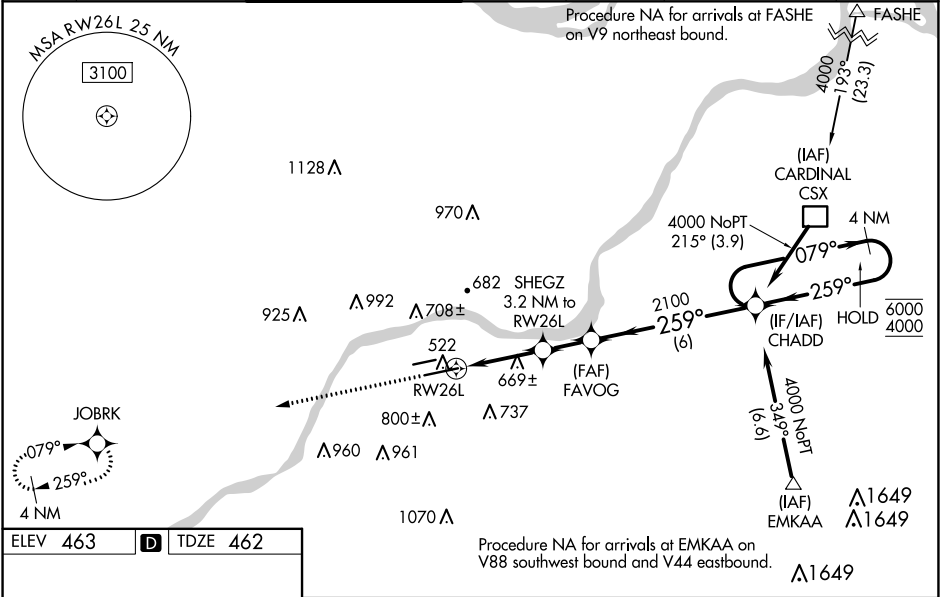 MSA RW26L 25 NM
3100
Procedure NA for arrivals at FASHE
on V9 northeast bound.
FASHE
4000
193°
(23.3)
(IAF)
CARDINAL
CSX
4000 NoPT
215° (3.9)
4 NM
079°
259°
HOLD
6000
4000
(IF/IAF)
CHADD
1128
970
682
SHEGZ
3.2 NM to
RW26L
2100
259°
(6)
925
992
708±
522
RW26L
669±
(FAF)
FAVOG
JOBRK
079°
259°
4 NM
800±
737
960
961
4000 NoPT
349°
(6.6)
(IAF)
EMKAA
1070
1649
1649
1649
Procedure NA for arrivals at EMKAA on
V88 southwest bound and V44 eastbound.
ELEV 463
D
TDZE 462